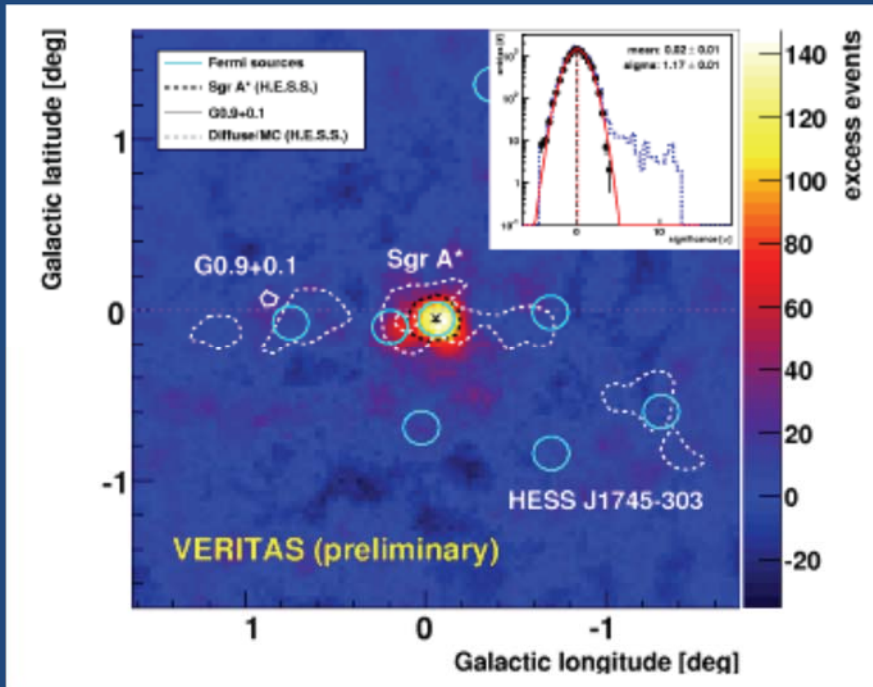 Galactic latitude [deg]
1
0
-1
Fermi sources
Sgr A* (H.E.S.S.)
G0.9+0.1
Diffuse/MC (H.E.S.S.)
mean: 0.02 ± 0.01
sigma: 1.17 ± 0.01
10²
10
1
0
10
significance [σ]
G0.9+0.1
Sgr A*
HESS J1745-303
VERITAS (preliminary)
1
0
-1
Galactic longitude [deg]
excess events
140
120
100
80
60
40
20
0
-20